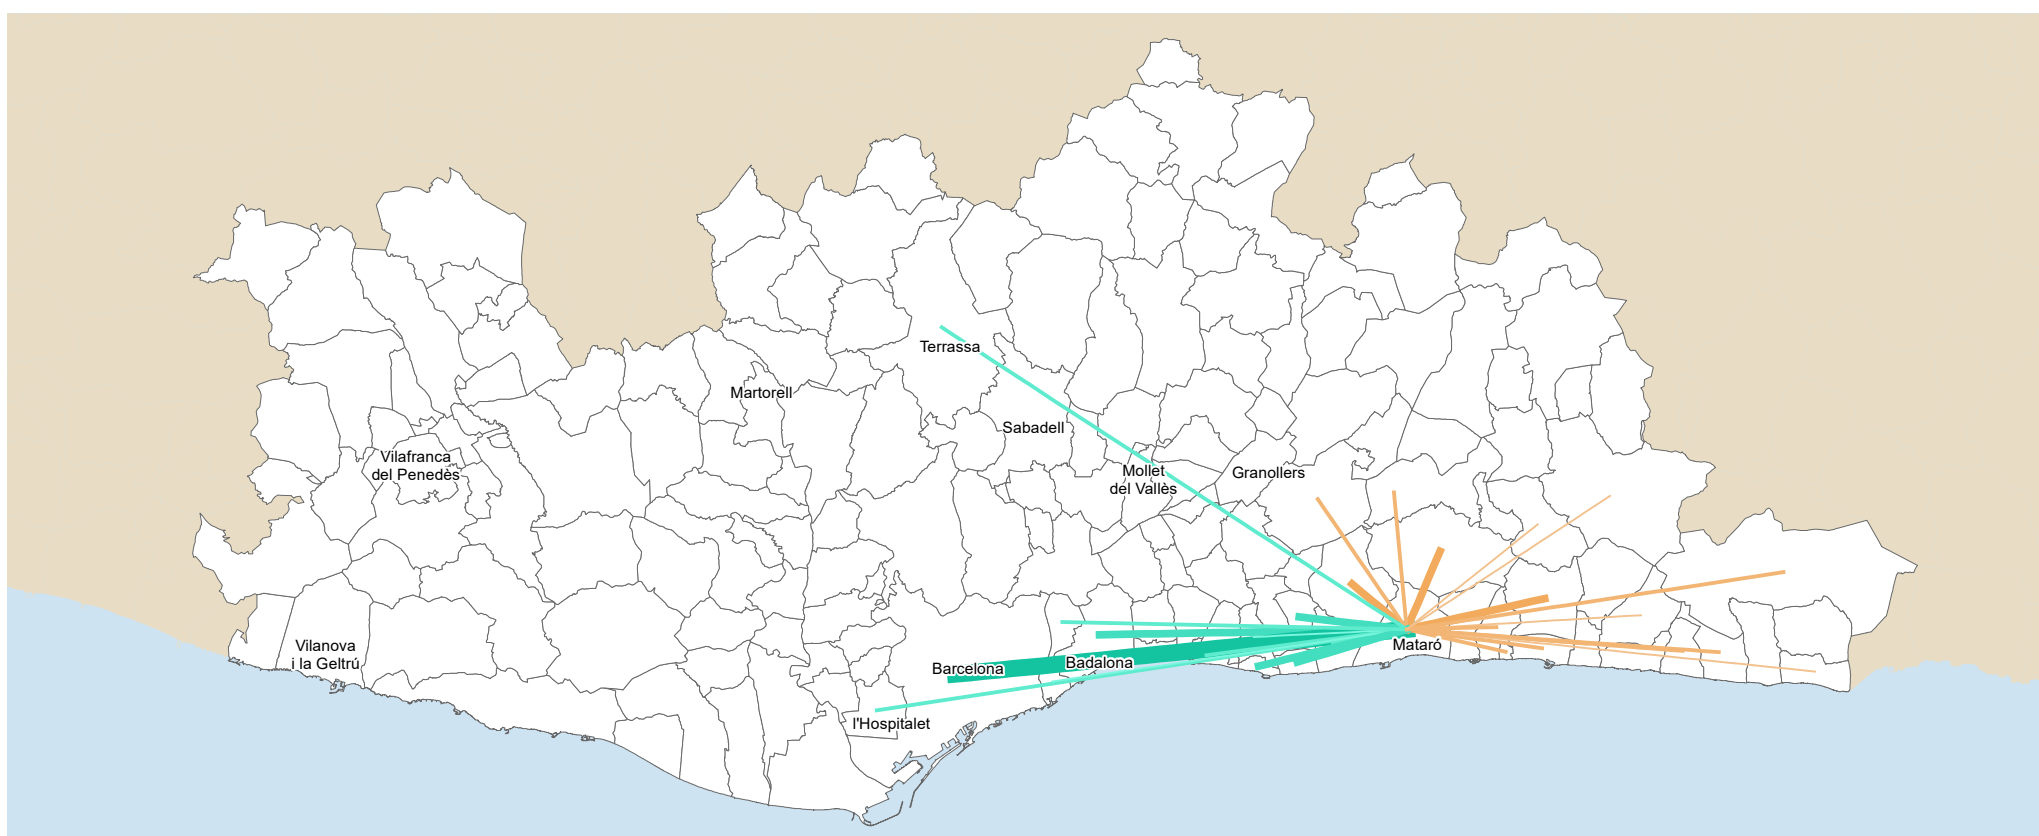 Terrassa
Martorell
Sabadell
Vilafranca
del Penedès
Mollet
del Vallès
Granollers
Vilanova
i la Geltrú
Barcelona
Badalona
Mataró
l'Hospitalet